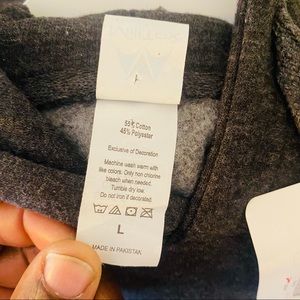 L
55% Cotton
45% Polyester
Exclusive of Decoration
Machine wash warm with
like colors. Only non chlorine
bleach when needed.
Tumble dry low.
Do not iron if decorated.
L
MADE IN PAKISTAN